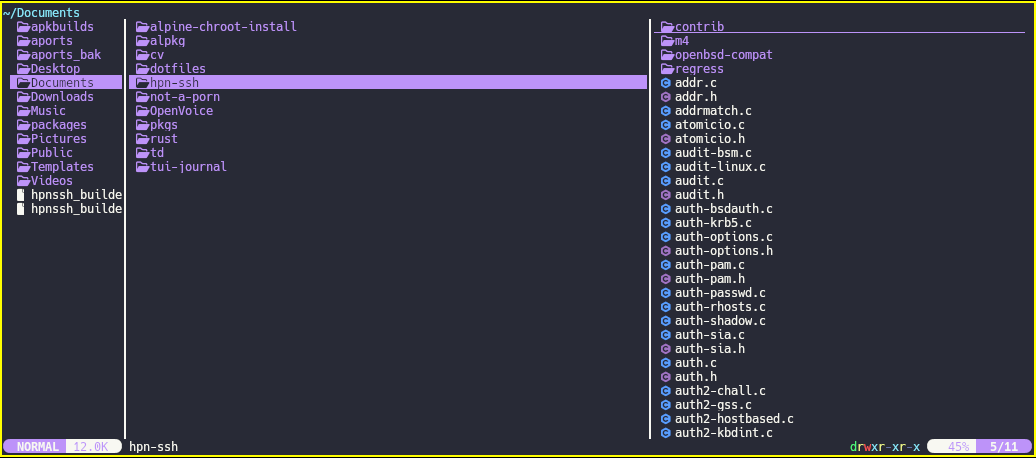 ~/Documents
apkbuilds
aports
aports_bak
Desktop
Documents
Downloads
Music
packages
Pictures
Public
Templates
Videos
hpnssh_builde
hpnssh_builde
alpine-chroot-install
alpkg
cv
dotfiles
hpn-ssh
not-a-porn
OpenVoice
pkgs
rust
td
tui-journal
contrib
m4
openbsd-compat
regress
addr.c
addr.h
addrmatch.c
atomicio.c
atomicio.h
audit-bsm.c
audit-linux.c
audit.c
audit.h
auth-bsdauth.c
auth-krb5.c
auth-options.c
auth-options.h
auth-pam.c
auth-pam.h
auth-passwd.c
auth-rhosts.c
auth-shadow.c
auth-sia.c
auth-sia.h
auth.c
auth.h
auth2-chall.c
auth2-gss.c
auth2-hostbased.c
auth2-kbdint.c
NORMAL 12.0K hpn-ssh drwxr-xr-x 45% 5/11